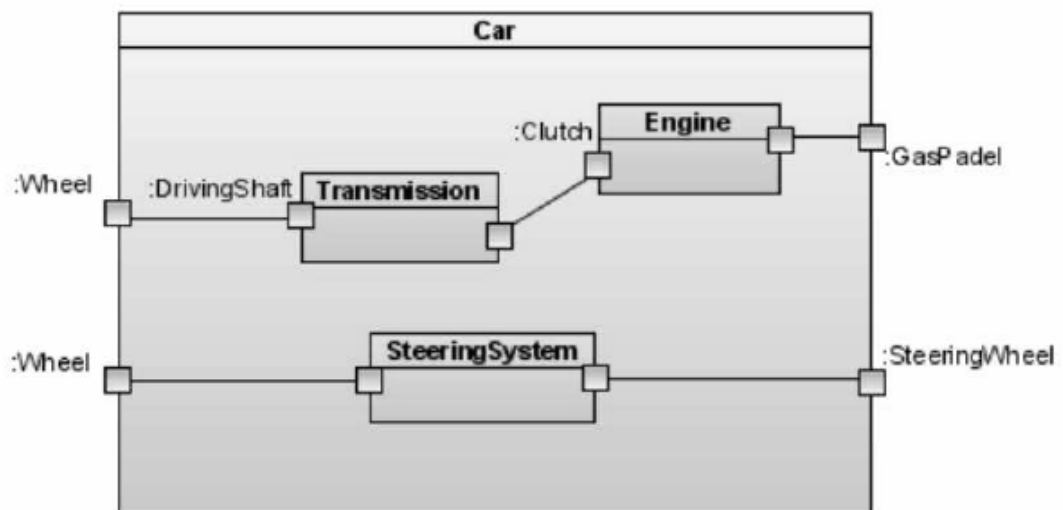 Car
Engine
:Clutch
:GasPadel
:Wheel
:DrivingShaft
Transmission
:Wheel
SteeringSystem
:SteeringWheel